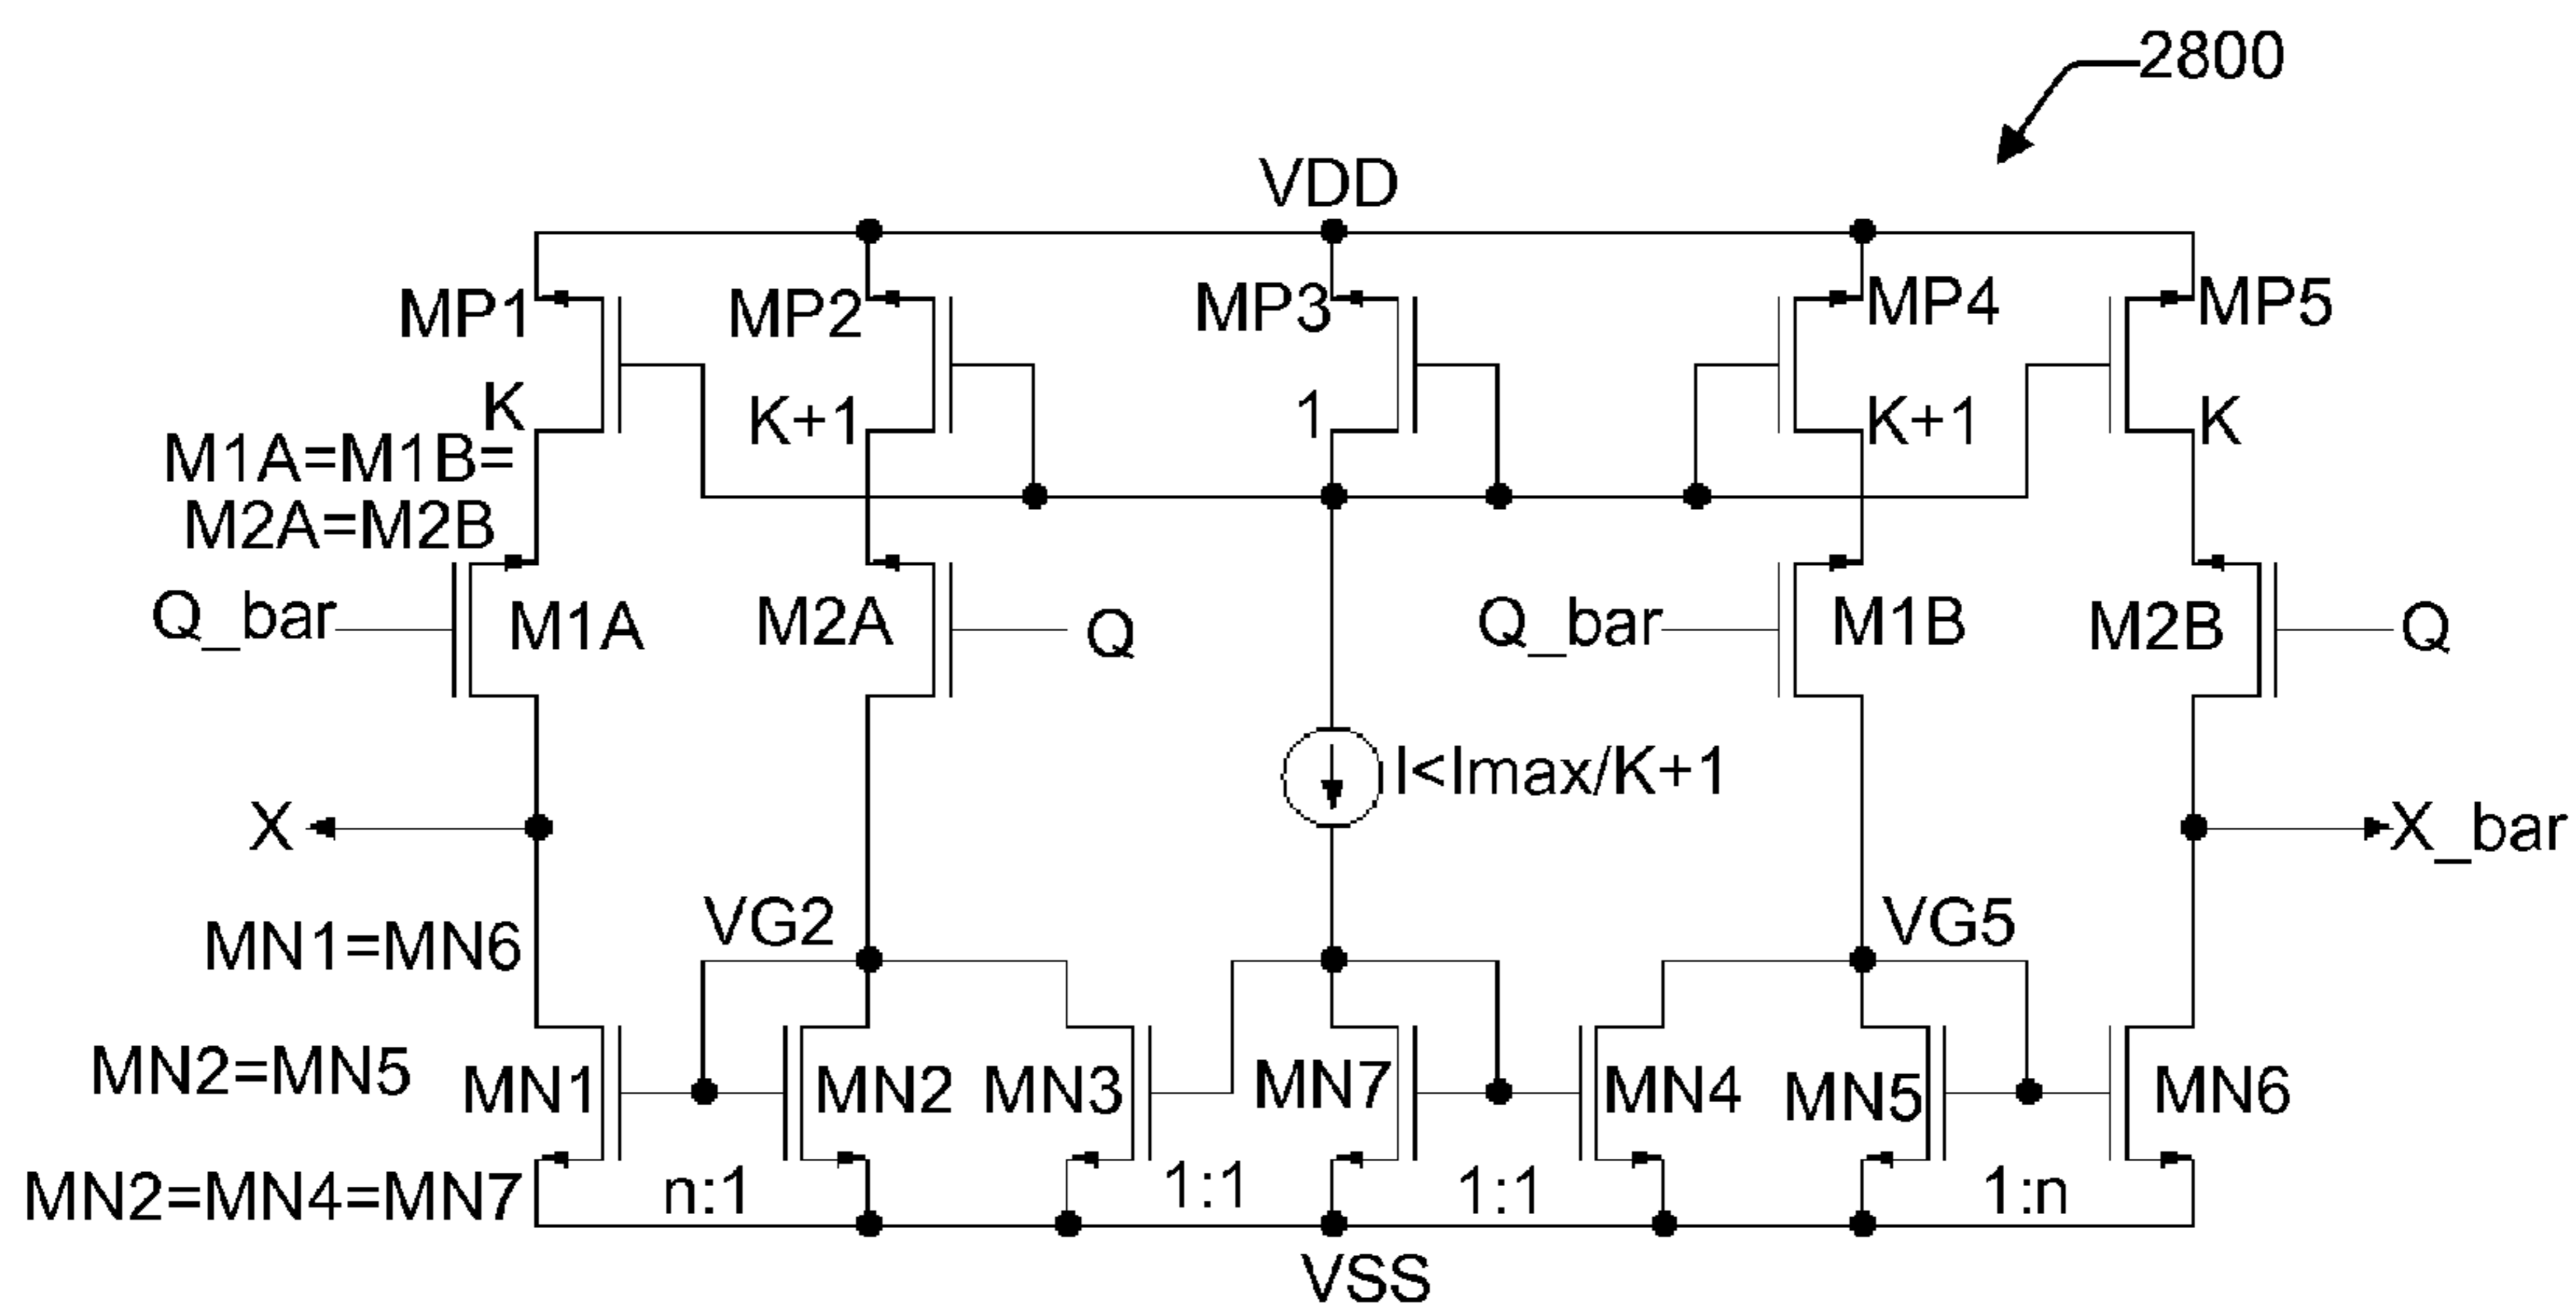 2800
VDD
MP1
MP2
MP3
MP4
MP5
K
K+1
1
K+1
K
M1A=M1B=
M2A=M2B
Q_bar
M1A
M2A
Q
Q_bar
M1B
M2B
Q
I<Imax/K+1
X
X_bar
VG2
VG5
MN1=MN6
MN2=MN5
MN1
MN2
MN3
MN7
MN4
MN5
MN6
MN2=MN4=MN7
n:1
1:1
1:1
1:n
VSS